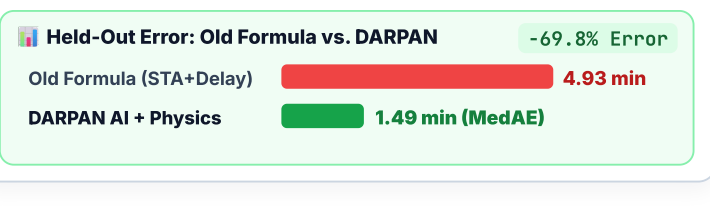 📊 Held-Out Error: Old Formula vs. DARPAN
-69.8% Error
Old Formula (STA+Delay) 4.93 min
DARPAN AI + Physics 1.49 min (MedAE)